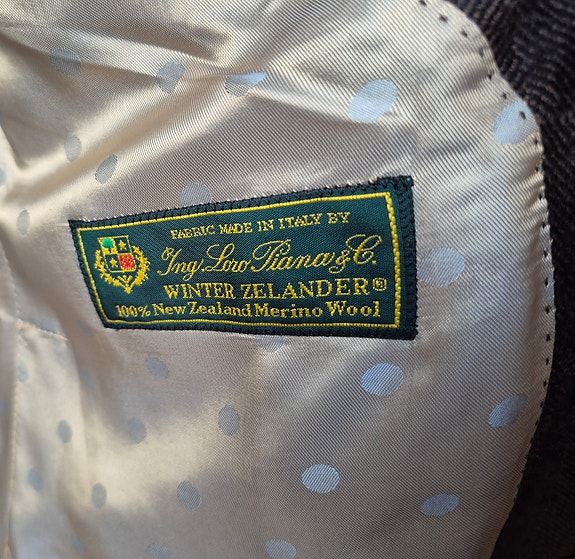 FABRIC MADE IN ITALY BY
Ing. Loro Piana & C.
WINTER ZELANDER®
100% New Zealand Merino Wool